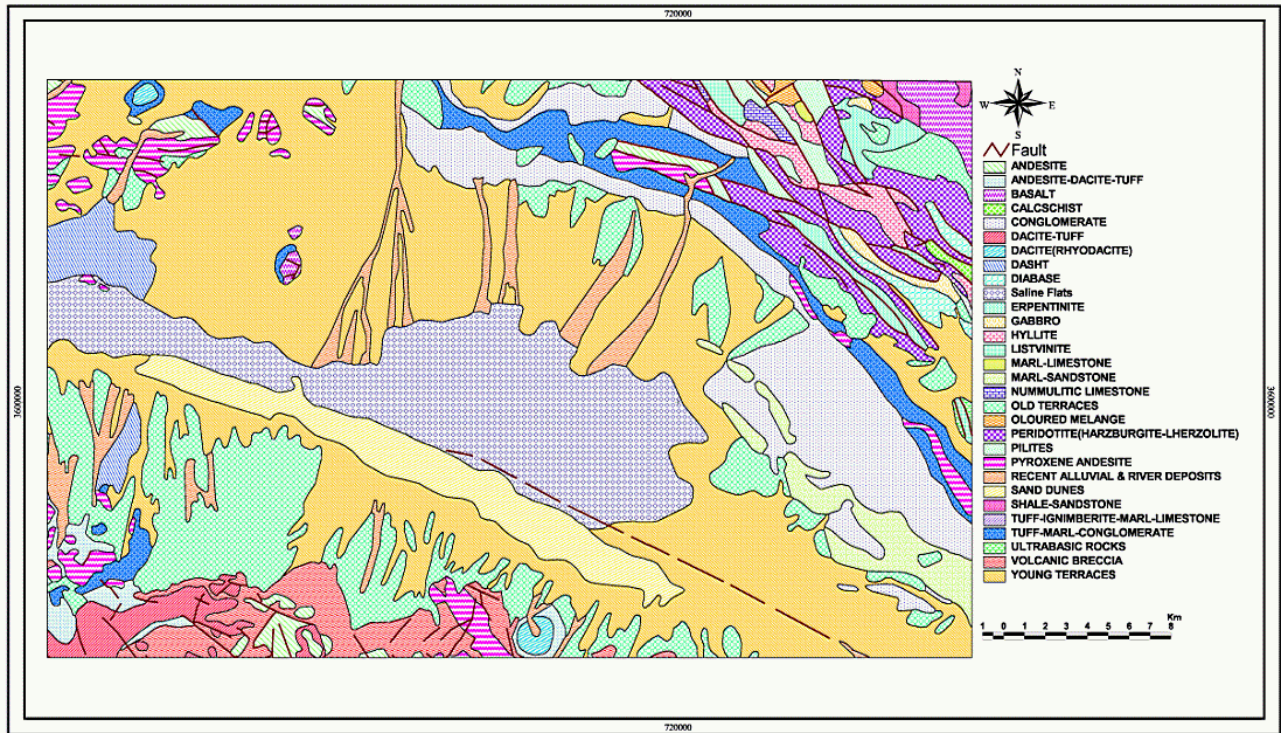 720000
N
W E
S
Fault
ANDESITE
ANDESITE-DACITE-TUFF
BASALT
CALCSCHIST
CONGLOMERATE
DACITE-TUFF
DACITE(RHYODACITE)
DASHT
DIABASE
Saline Flats
ERPENTINITE
GABBRO
HYLLITE
LISTVINITE
MARL-LIMESTONE
MARL-SANDSTONE
NUMMULITIC LIMESTONE
OLD TERRACES
OLOURED MELANGE
PERIDOTITE(HARZBURGITE-LHERZOLITE)
PILITES
PYROXENE ANDESITE
RECENT ALLUVIAL & RIVER DEPOSITS
SAND DUNES
SHALE-SANDSTONE
TUFF-IGNIMBERITE-MARL-LIMESTONE
TUFF-MARL-CONGLOMERATE
ULTRABASIC ROCKS
VOLCANIC BRECCIA
YOUNG TERRACES
3600000
3600000
Km
1 0 1 2 3 4 5 6 7 8
720000